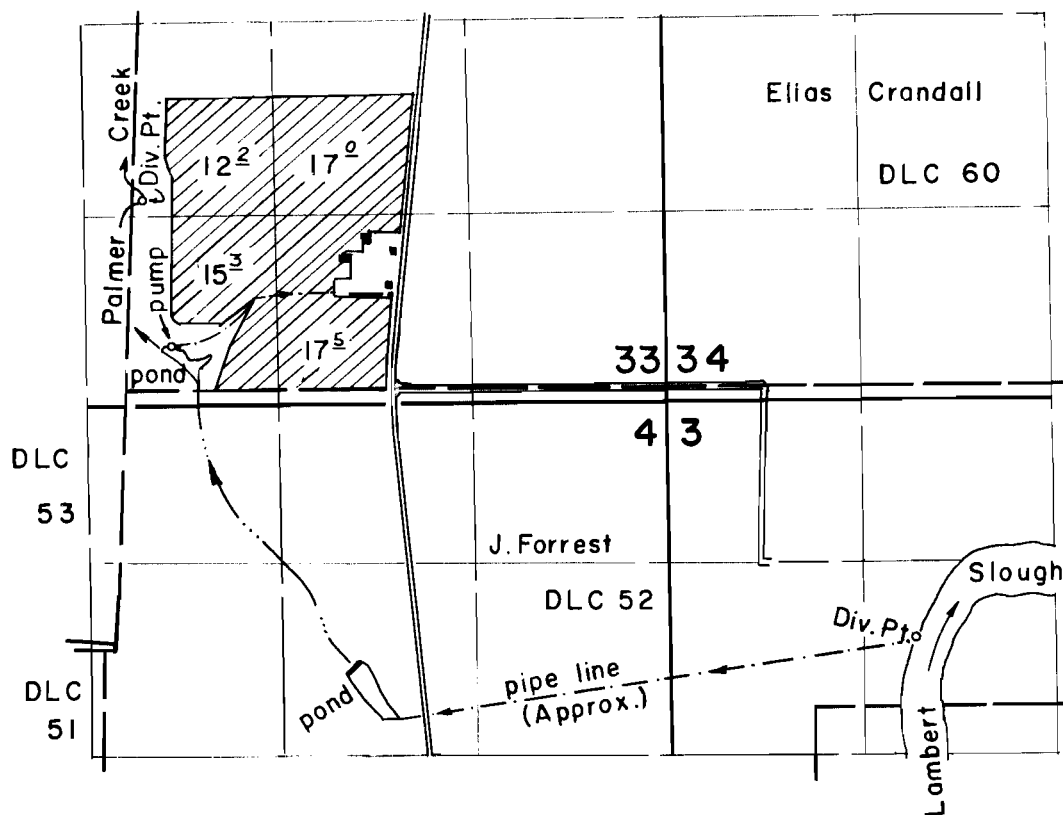 Elias Crandall
DLC 60
Palmer Creek
Div. Pt.
12 2
17 0
pump
15 3
17 5
pond
33 34
4 3
DLC
53
J. Forrest
DLC 52
Slough
Div. Pt.
DLC
51
pond
pipe line
(Approx.)
Lambert